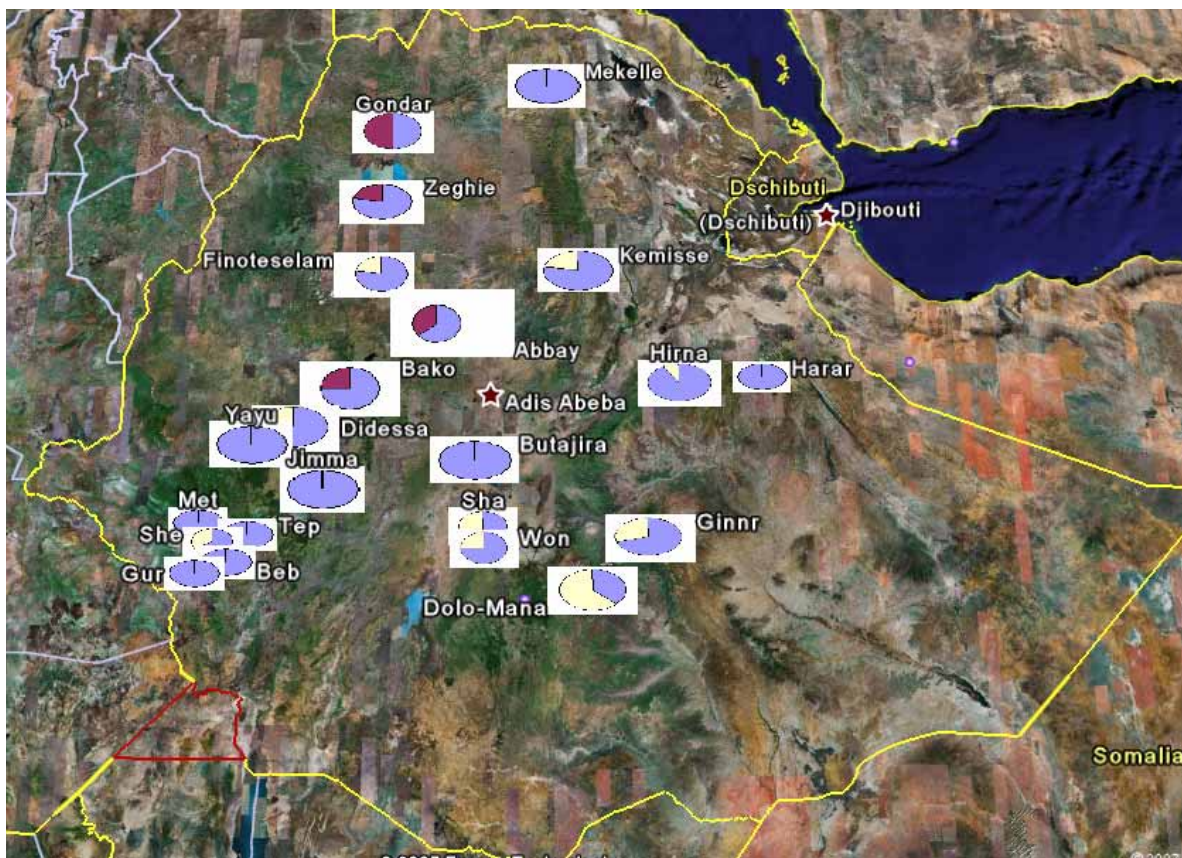 Mekelle
Gondar
Zeghie
Dschibuti
(Dschibuti)
Djibouti
Finoteselam
Kemisse
Abbay
Hirna
Harar
Bako
Adis Abeba
Yayu
Didessa
Butajira
Jimma
Met
Sha
She
Tep
Won
Ginnr
Gur
Beb
Dolo-Mana
Somalia